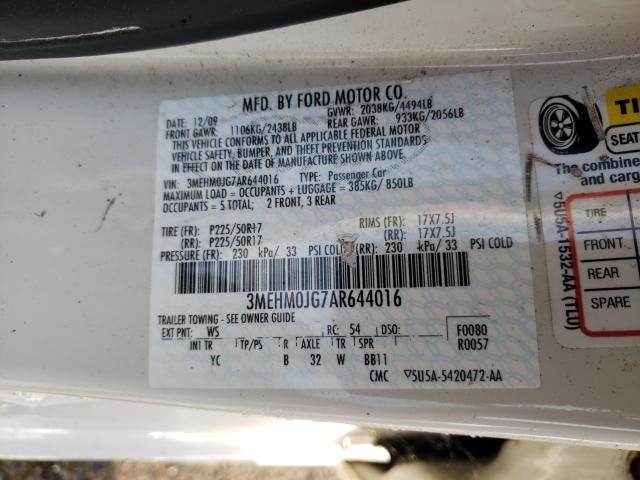 MFD. BY FORD MOTOR CO.
DATE: 12/09 GVWR: 2038KG/4494LB
FRONT GAWR: 1106KG/2438LB REAR GAWR: 933KG/2056LB
THIS VEHICLE CONFORMS TO ALL APPLICABLE FEDERAL MOTOR
VEHICLE SAFETY, BUMPER, AND THEFT PREVENTION STANDARDS
IN EFFECT ON THE DATE OF MANUFACTURE SHOWN ABOVE.
VIN: 3MEHM0JG7AR644016 TYPE: Passenger Car
MAXIMUM LOAD = OCCUPANTS + LUGGAGE = 385KG/ 850LB
OCCUPANTS = 5 TOTAL: 2 FRONT, 3 REAR
TIRE (FR): P225/50R17 RIMS (FR): 17X7.5J
(RR): P225/50R17 (RR): 17X7.5J
PRESSURE (FR): 230 kPa/ 33 PSI COLD (RR): 230 kPa/ 33 PSI COLD
3MEHM0JG7AR644016
TRAILER TOWING - SEE OWNER GUIDE
EXT PNT: WS RC: 54 DSO: F0080
INT TR TP/PS R AXLE TR SPR R0057
YC B 32 W BB11
CMC ▽5U5A-5420472-AA
TI
SEAT
The combine
and carg
TIRE
FRONT
REAR
SPARE
▽5U5A-1532-AA (TL0)